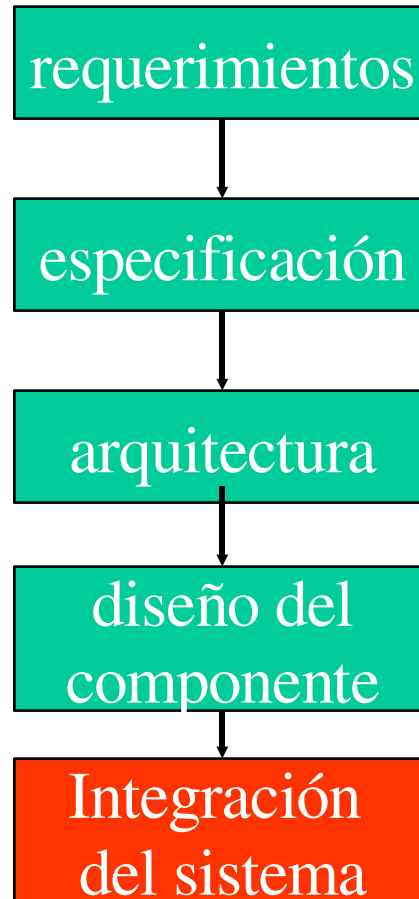 requerimientos
especificación
arquitectura
diseño del
componente
Integración
del sistema